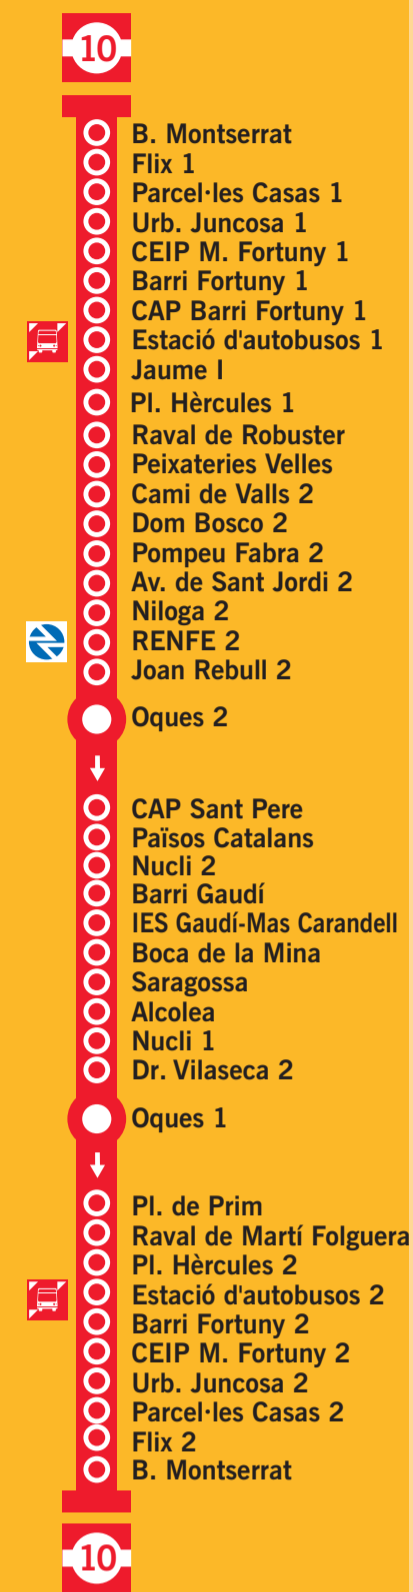 10
B. Montserrat
Flix 1
Parcel·les Casas 1
Urb. Juncosa 1
CEIP M. Fortuny 1
Barri Fortuny 1
CAP Barri Fortuny 1
Estació d'autobusos 1
Jaume I
Pl. Hèrcules 1
Raval de Robuster
Peixateries Velles
Cami de Valls 2
Dom Bosco 2
Pompeu Fabra 2
Av. de Sant Jordi 2
Niloga 2
RENFE 2
Joan Rebull 2
Oques 2
CAP Sant Pere
Països Catalans
Nucli 2
Barri Gaudí
IES Gaudí-Mas Carandell
Boca de la Mina
Saragossa
Alcolea
Nucli 1
Dr. Vilaseca 2
Oques 1
Pl. de Prim
Raval de Martí Folguera
Pl. Hèrcules 2
Estació d'autobusos 2
Barri Fortuny 2
CEIP M. Fortuny 2
Urb. Juncosa 2
Parcel·les Casas 2
Flix 2
B. Montserrat
10